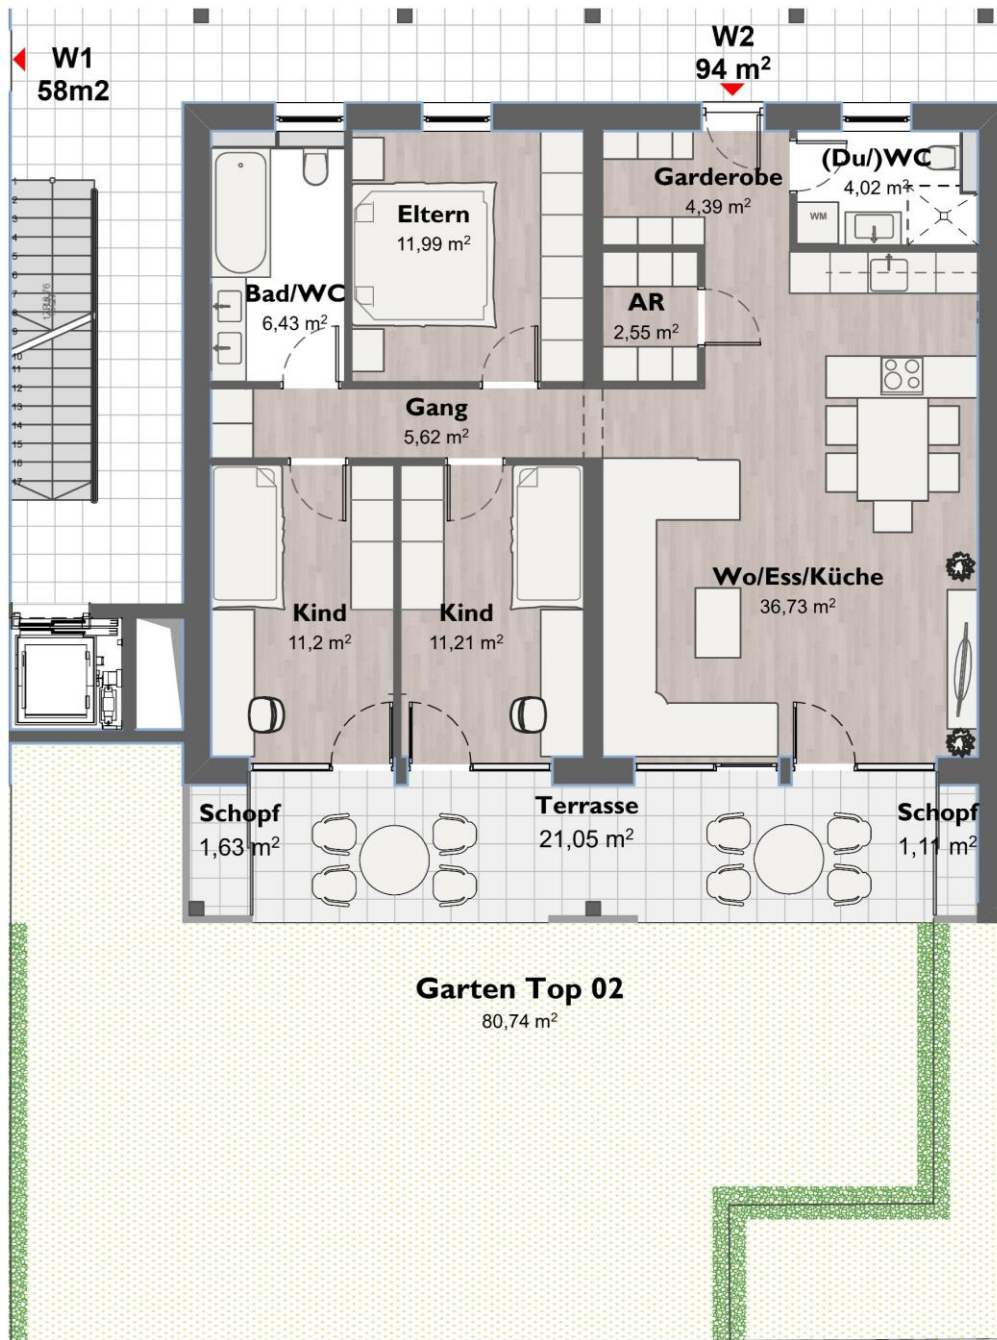 W1
58m2
W2
94 m²
Eltern
11,99 m²
Garderobe
4,39 m²
(Du/)WC
4,02 m²
WM
Bad/WC
6,43 m²
AR
2,55 m²
1
2
3
4
5
6
7
8
9
10
11
12
13
14
15
16
17
Gang
5,62 m²
Kind
11,2 m²
Kind
11,21 m²
Wo/Ess/Küche
36,73 m²
Schopf
1,63 m²
Terrasse
21,05 m²
Schopf
1,11 m²
Garten Top 02
80,74 m²